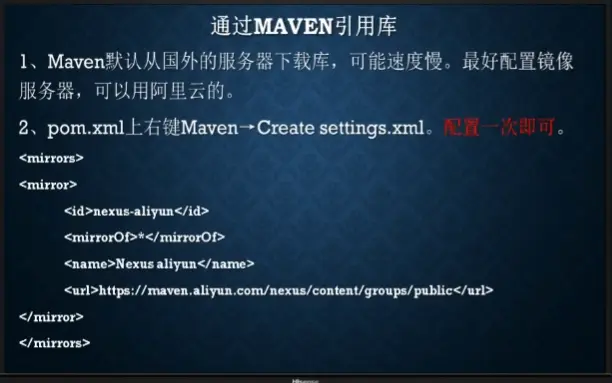 通过MAVEN引用库
1、Maven默认从国外的服务器下载库，可能速度慢。最好配置镜像
服务器，可以用阿里云的。
2、pom.xml上右键Maven→Create settings.xml。配置一次即可。
<mirrors>
<mirror>
<id>nexus-aliyun</id>
<mirrorOf>*</mirrorOf>
<name>Nexus aliyun</name>
<url>https://maven.aliyun.com/nexus/content/groups/public</url>
</mirror>
</mirrors>